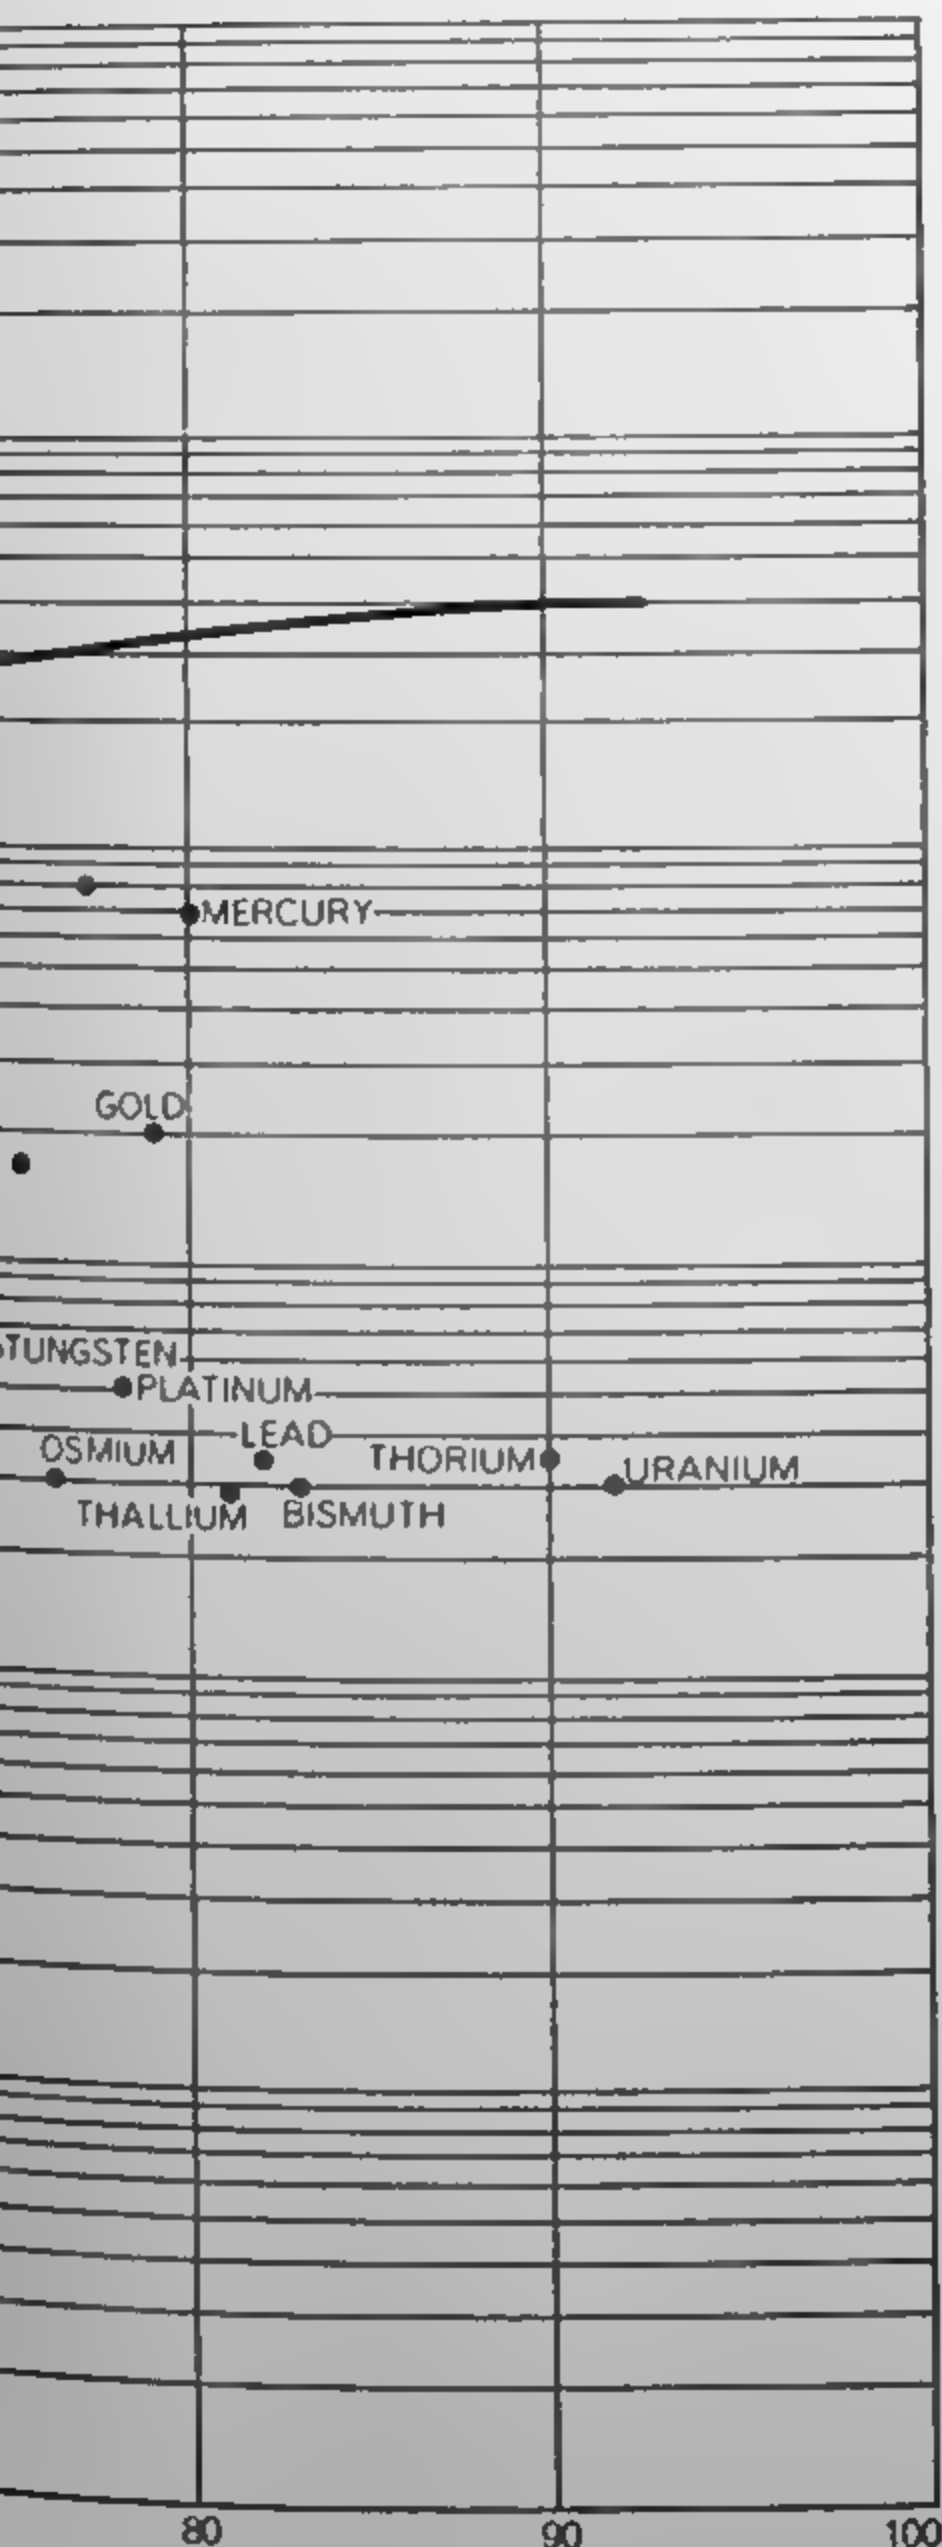 MERCURY
GOLD
TUNGSTEN
PLATINUM
LEAD
OSMIUM
THORIUM
URANIUM
THALLIUM
BISMUTH
80
90
100